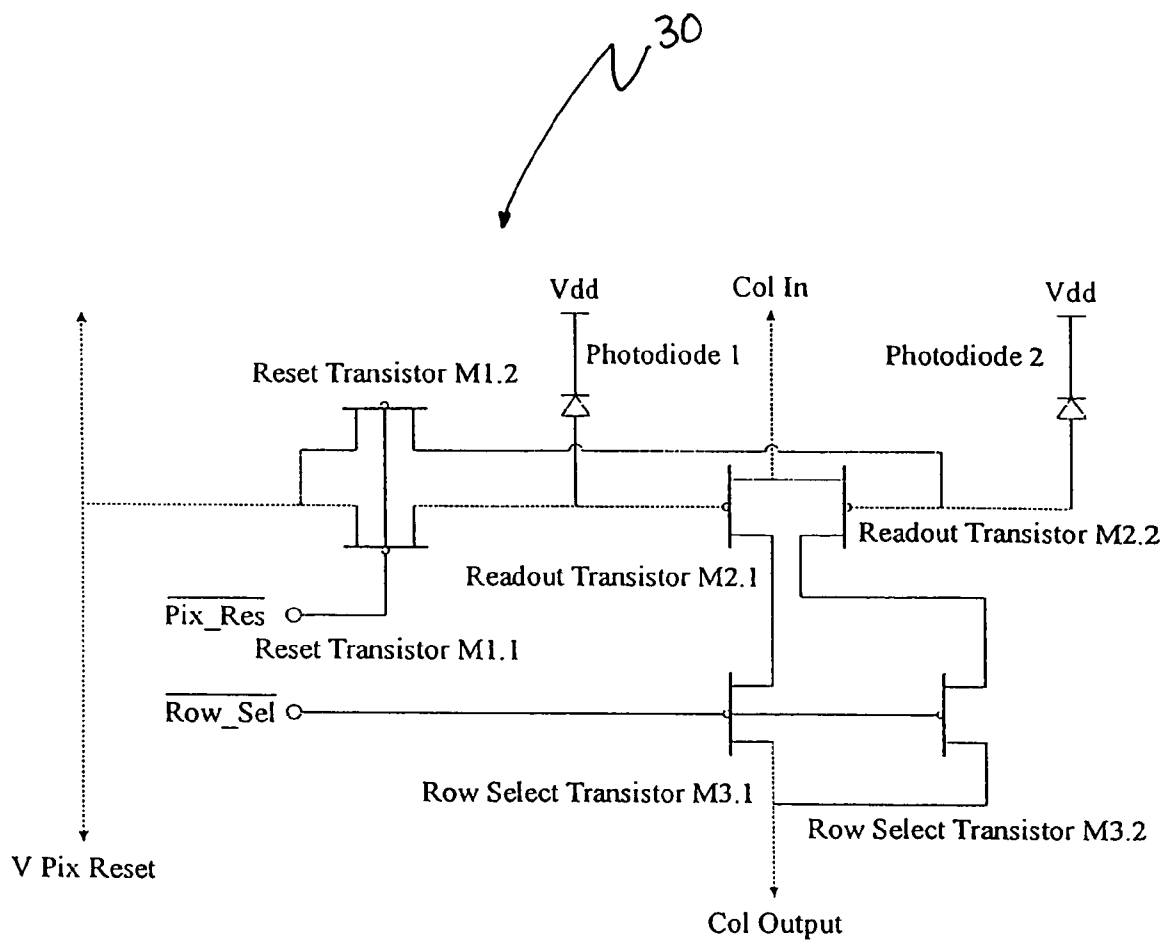 30
Vdd
Col In
Vdd
Photodiode 1
Photodiode 2
Reset Transistor M1.2
Readout Transistor M2.2
Readout Transistor M2.1
Pix_Res
Reset Transistor M1.1
Row_Sel
Row Select Transistor M3.1
Row Select Transistor M3.2
V Pix Reset
Col Output